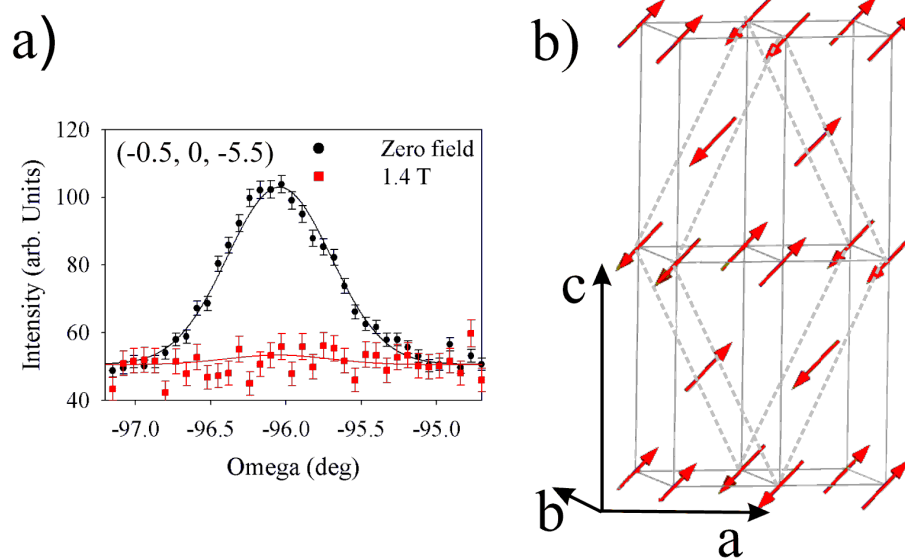 a)
b)
(-0.5, 0, -5.5)
Zero field
1.4 T
Intensity (arb. Units)
120
100
80
60
40
-97.0
-96.5
-96.0
-95.5
-95.0
Omega (deg)
c
b
a